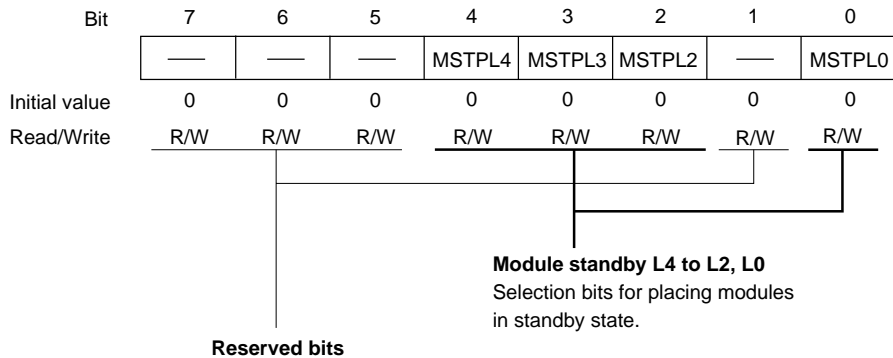 Bit 7 6 5 4 3 2 1 0
— — — MSTPL4 MSTPL3 MSTPL2 — MSTPL0
Initial value 0 0 0 0 0 0 0 0
Read/Write R/W R/W R/W R/W R/W R/W R/W R/W
Module standby L4 to L2, L0
Selection bits for placing modules
in standby state.
Reserved bits